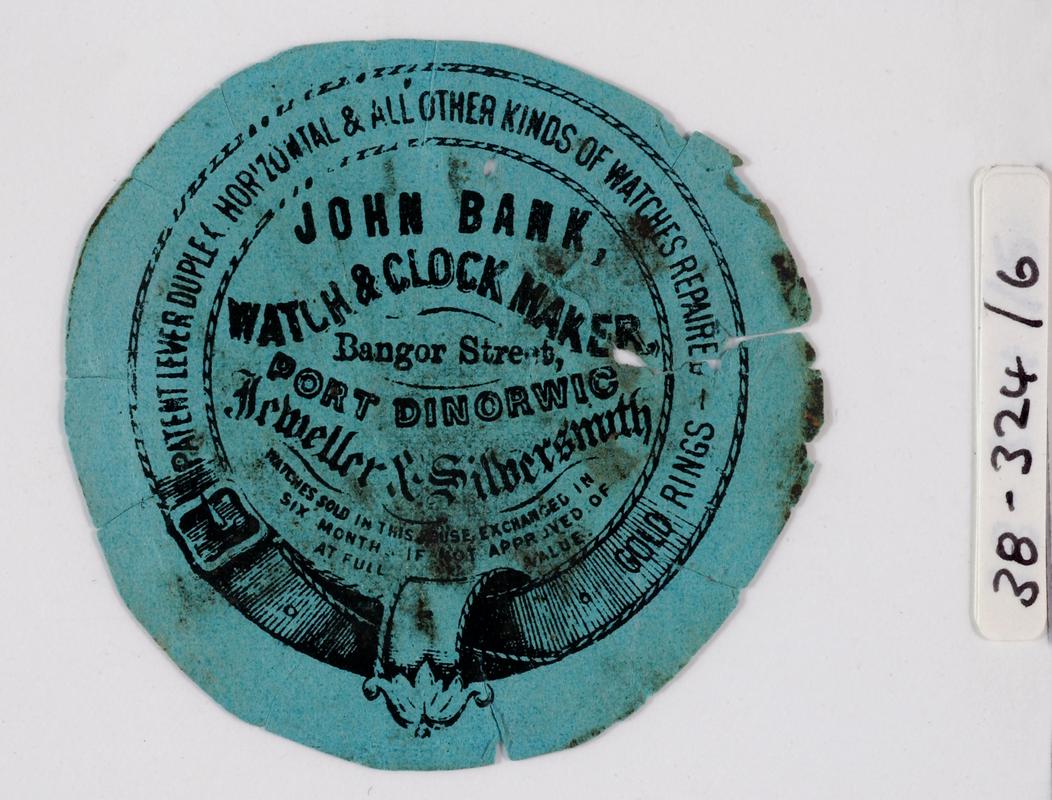 PATENT LEVER DUPLEX HOR'ZONTAL & ALL OTHER KINDS OF WATCHES REPAIRED - GOLD RINGS
JOHN BANK,
WATCH & CLOCK MAKER,
Bangor Street,
PORT DINORWIC
Jeweller & Silversmith
WATCHES SOLD IN THIS HOUSE, EXCHANGED IN
SIX MONTHS IF NOT APPROVED OF
AT FULL VALUE.
38-324/6